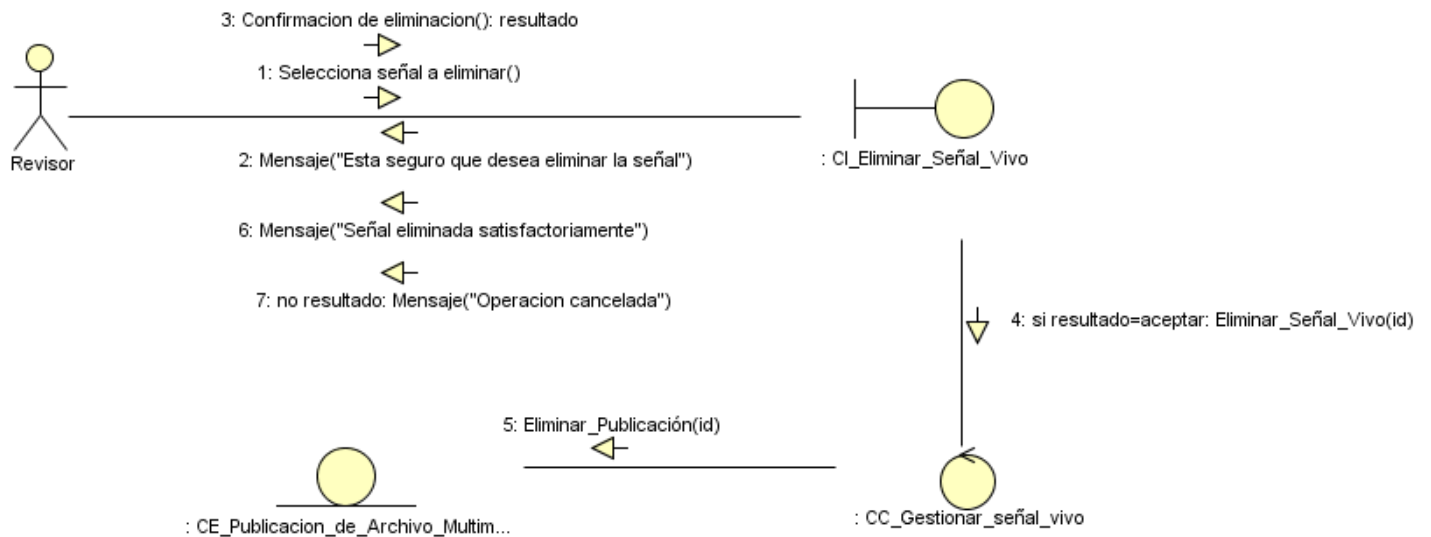 3: Confirmacion de eliminacion(): resultado
1: Selecciona señal a eliminar()
Revisor
2: Mensaje("Esta seguro que desea eliminar la señal")
: CI_Eliminar_Señal_Vivo
6: Mensaje("Señal eliminada satisfactoriamente")
7: no resultado: Mensaje("Operacion cancelada")
4: si resultado=aceptar: Eliminar_Señal_Vivo(id)
5: Eliminar_Publicación(id)
: CE_Publicacion_de_Archivo_Multim...
: CC_Gestionar_señal_vivo